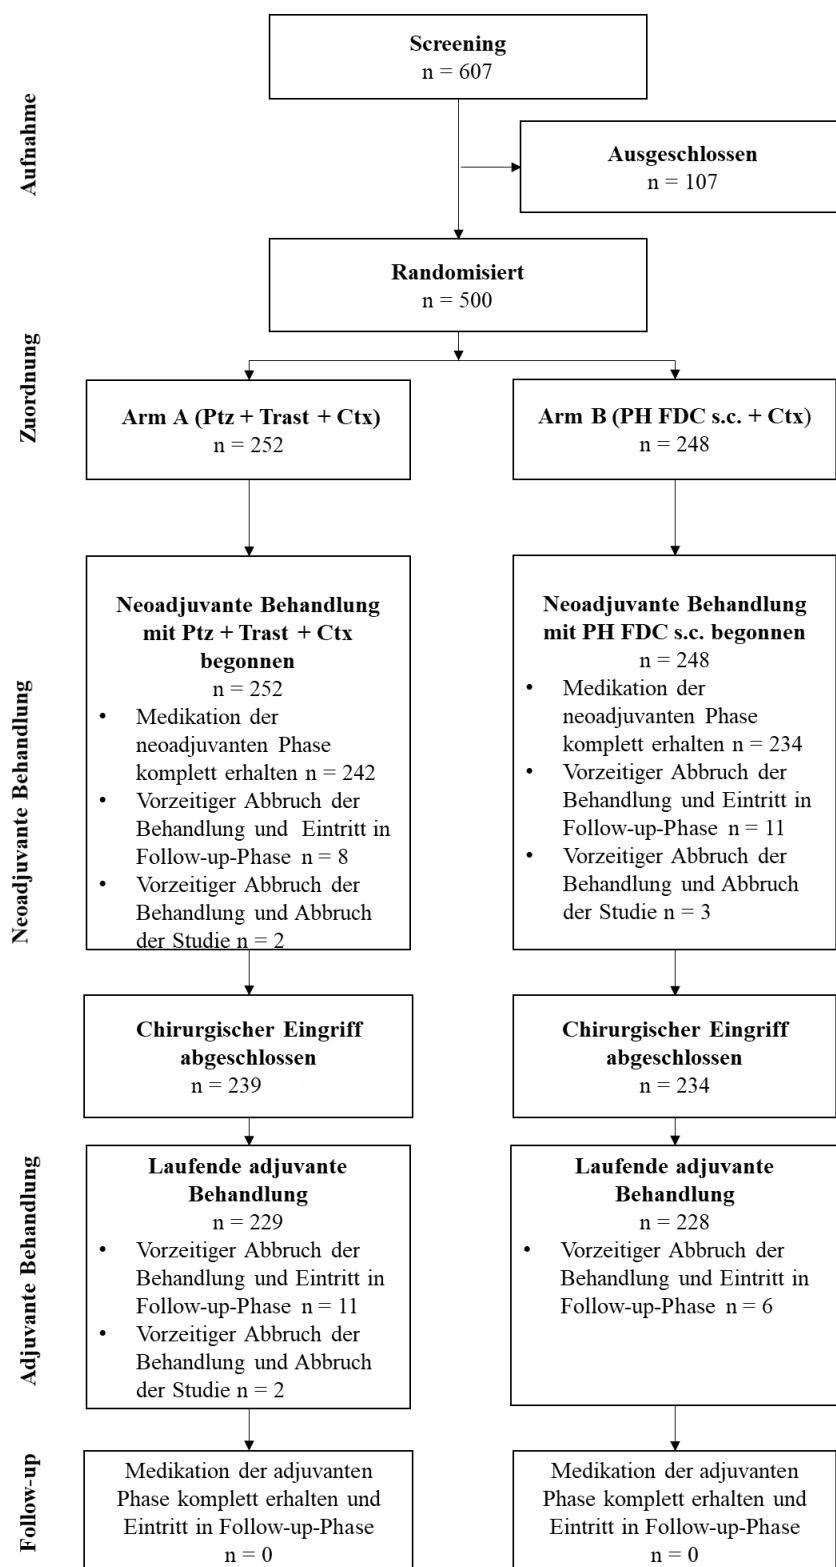 Aufnahme
Screening
n = 607
Ausgeschlossen
n = 107
Zuordnung
Randomisiert
n = 500
Arm A (Ptz + Trast + Ctx)
n = 252
Arm B (PH FDC s.c. + Ctx)
n = 248
Neoadjuvante Behandlung
Neoadjuvante Behandlung
mit Ptz + Trast + Ctx
begonnen
n = 252
• Medikation der
neoadjuvanten Phase
komplett erhalten n = 242
• Vorzeitiger Abbruch der
Behandlung und Eintritt in
Follow-up-Phase n = 8
• Vorzeitiger Abbruch der
Behandlung und Abbruch
der Studie n = 2
Neoadjuvante Behandlung
mit PH FDC s.c. begonnen
n = 248
• Medikation der
neoadjuvanten Phase
komplett erhalten n = 234
• Vorzeitiger Abbruch der
Behandlung und Eintritt in
Follow-up-Phase n = 11
• Vorzeitiger Abbruch der
Behandlung und Abbruch
der Studie n = 3
Chirurgischer Eingriff
abgeschlossen
n = 239
Chirurgischer Eingriff
abgeschlossen
n = 234
Adjuvante Behandlung
Laufende adjuvante
Behandlung
n = 229
• Vorzeitiger Abbruch der
Behandlung und Eintritt in
Follow-up-Phase n = 11
• Vorzeitiger Abbruch der
Behandlung und Abbruch
der Studie n = 2
Laufende adjuvante
Behandlung
n = 228
• Vorzeitiger Abbruch der
Behandlung und Eintritt in
Follow-up-Phase n = 6
Follow-up
Medikation der adjuvanten
Phase komplett erhalten und
Eintritt in Follow-up-Phase
n = 0
Medikation der adjuvanten
Phase komplett erhalten und
Eintritt in Follow-up-Phase
n = 0